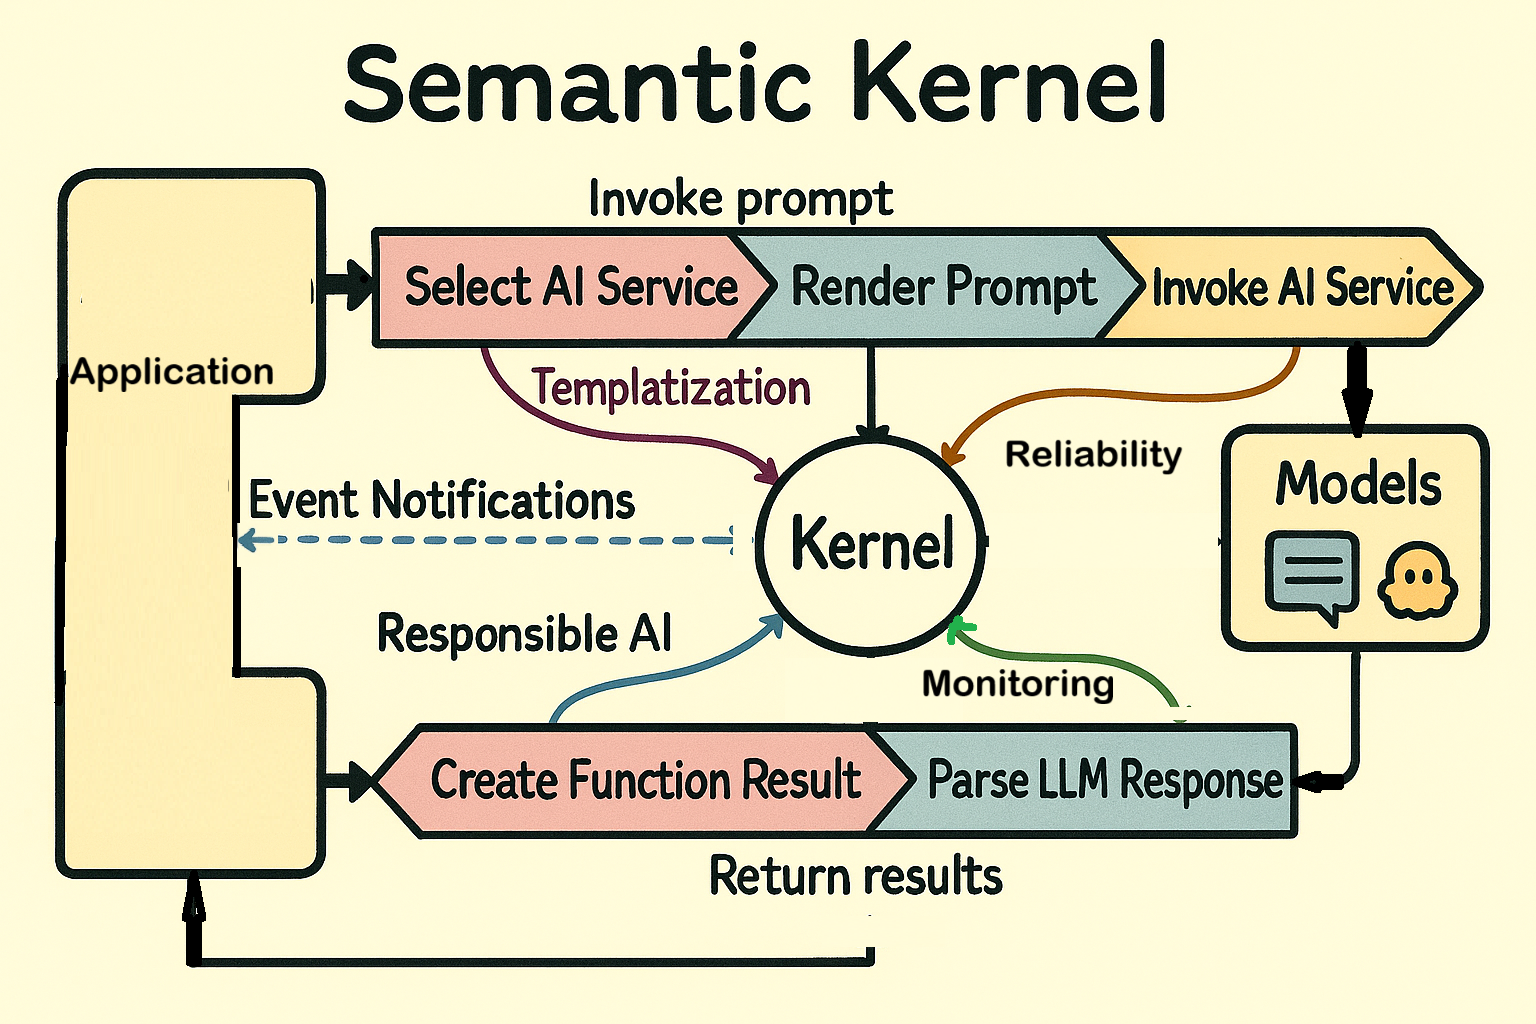 Semantic Kernel
Invoke prompt
Select AI Service
Render Prompt
Invoke AI Service
Application
Templatization
Reliability
Models
Event Notifications
Kernel
Responsible AI
Monitoring
Create Function Result
Parse LLM Response
Return results